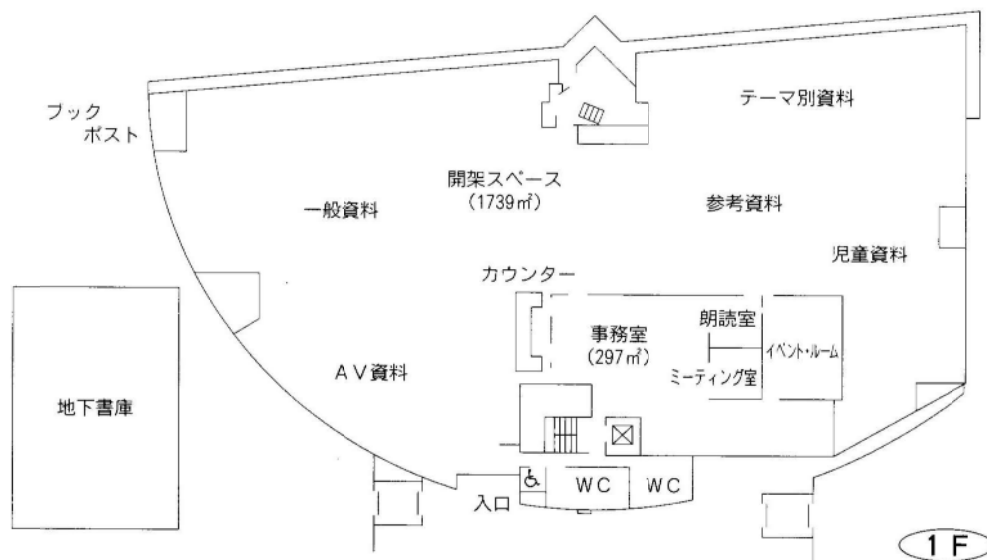 テーマ別資料
ブック
ポスト
開架スペース
(1739㎡)
一般資料
参考資料
児童資料
カウンター
事務室
(297㎡)
朗読室
イベント・ルーム
ミーティング室
AV資料
地下書庫
WC
WC
入口
1F